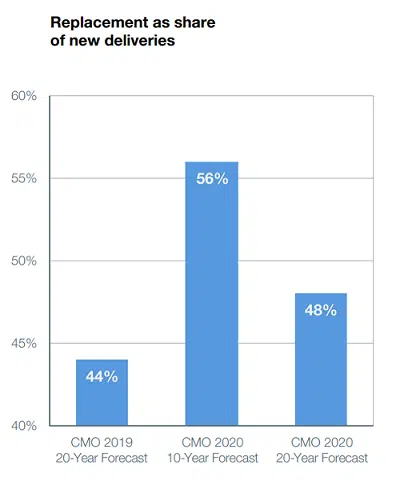 Replacement as share
of new deliveries
60%
55%
50%
45%
40%
56%
48%
44%
CMO 2019
20-Year Forecast
CMO 2020
10-Year Forecast
CMO 2020
20-Year Forecast